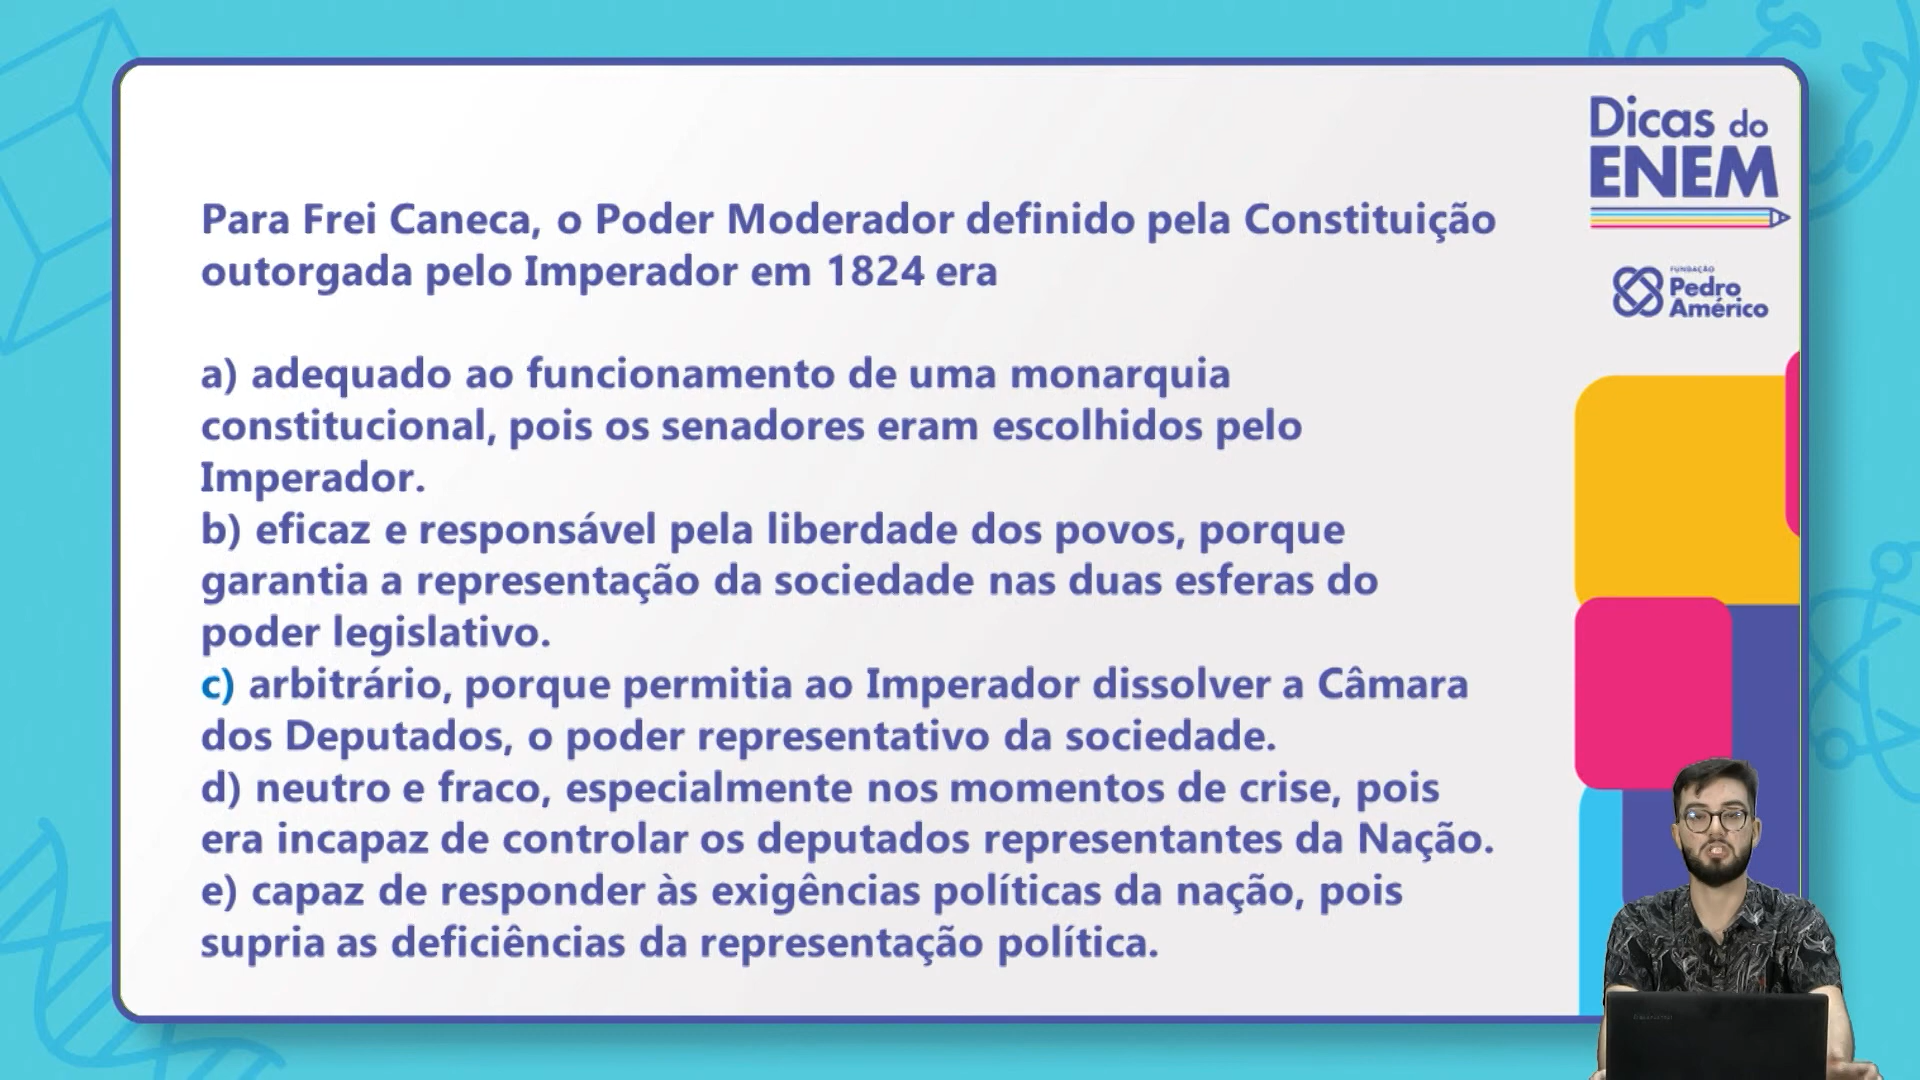 Dicas do
ENEM
FUNDAÇÃO
Pedro
Américo
Para Frei Caneca, o Poder Moderador definido pela Constituição
outorgada pelo Imperador em 1824 era
a) adequado ao funcionamento de uma monarquia
constitucional, pois os senadores eram escolhidos pelo
Imperador.
b) eficaz e responsável pela liberdade dos povos, porque
garantia a representação da sociedade nas duas esferas do
poder legislativo.
c) arbitrário, porque permitia ao Imperador dissolver a Câmara
dos Deputados, o poder representativo da sociedade.
d) neutro e fraco, especialmente nos momentos de crise, pois
era incapaz de controlar os deputados representantes da Nação.
e) capaz de responder às exigências políticas da nação, pois
supria as deficiências da representação política.